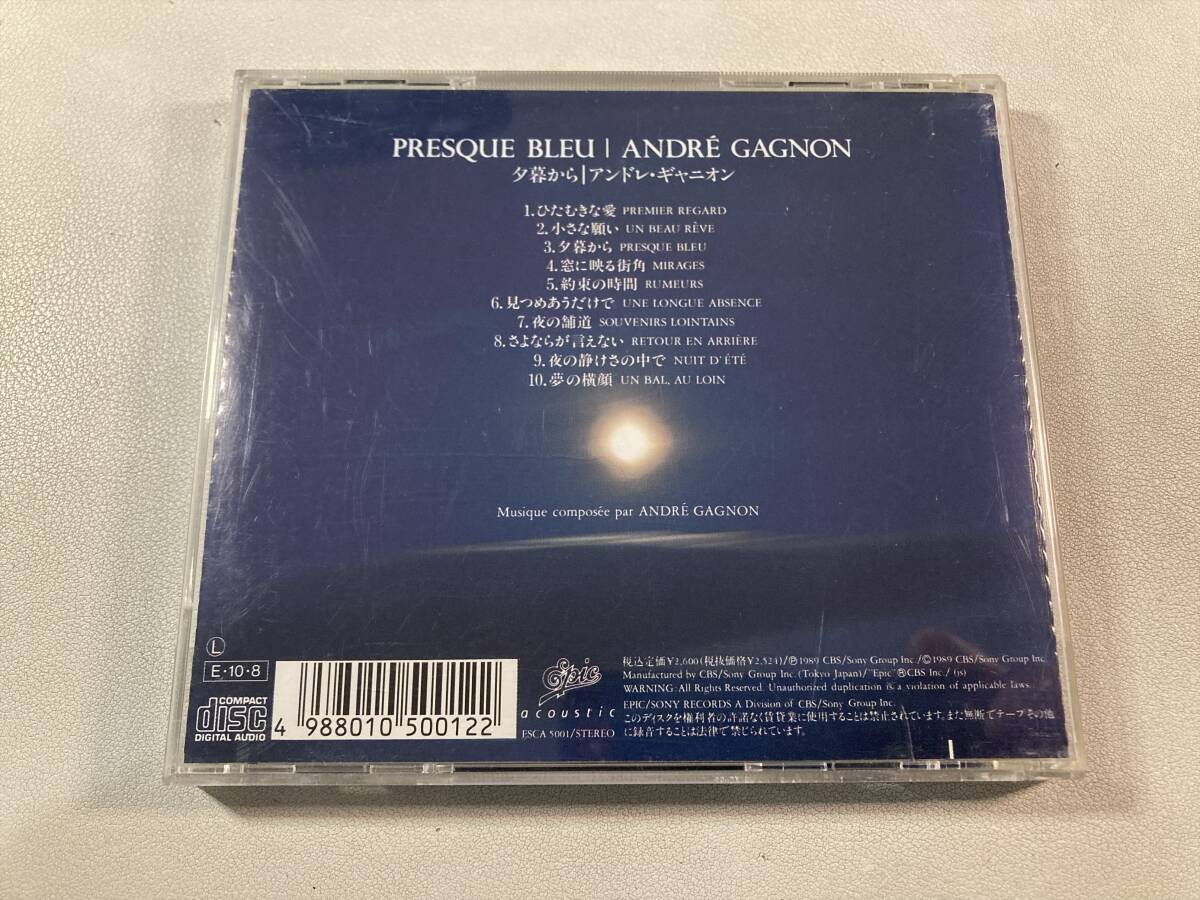 PRESQUE BLEU | ANDRÉ GAGNON
夕暮から|アンドレ・ギャニオン
1.ひたむきな愛 PREMIER REGARD
2.小さな願い UN BEAU RÊVE
3.夕暮から PRESQUE BLEU
4.窓に映る街角 MIRAGES
5.約束の時間 RUMEURS
6.見つめあうだけで UNE LONGUE ABSENCE
7.夜の舗道 SOUVENIRS LOINTAINS
8.さよならが言えない RETOUR EN ARRIÈRE
9.夜の静けさの中で NUIT D'ÉTÉ
10.夢の横顔 UN BAL, AU LOIN
Musique composée par ANDRÉ GAGNON
L
E・10・8
COMPACT
disc
DIGITAL AUDIO
4 988010 500122
Epic
acoustic
ESCA 5001/STEREO
税込定価¥2,600(税抜価格¥2,524)/Ⓟ1989 CBS/Sony Group Inc./©1989 CBS/Sony Group Inc.
Manufactured by CBS/Sony Group Inc.(Tokyo Japan)/"Epic"®CBS Inc./(js)
WARNING: All Rights Reserved. Unauthorized duplication is a violation of applicable laws.
EPIC/SONY RECORDS A Division of CBS/Sony Group Inc.
このディスクを権利者の許諾なく賃貸業に使用することは禁止されています。また無断でテープその他
に録音することは法律で禁じられています。